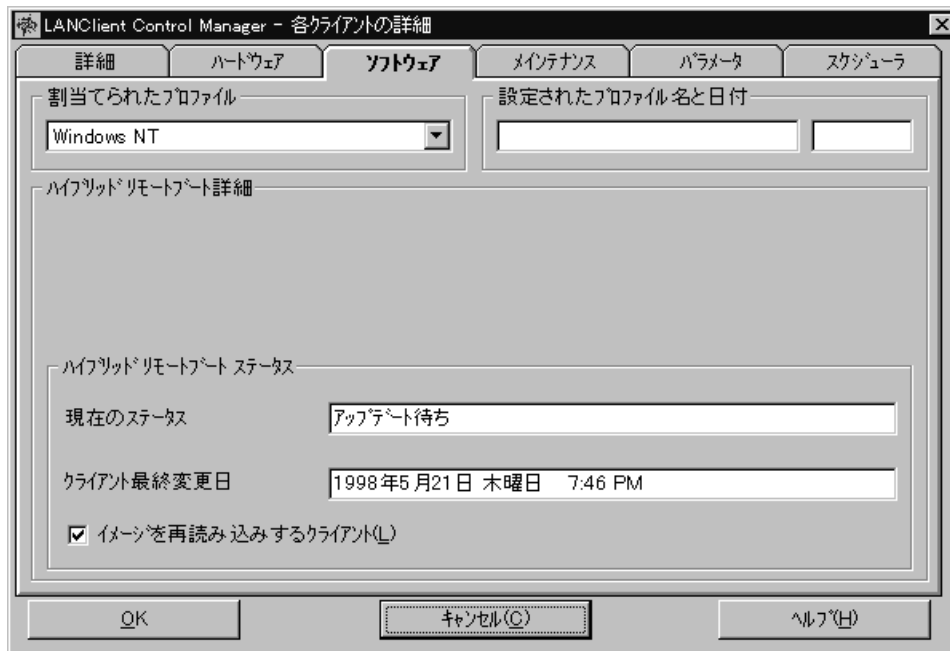 LANClient Control Manager - 各ｸﾗｲｱﾝﾄの詳細
詳細 ﾊｰﾄﾞｳｪｱ ｿﾌﾄｳｪｱ ﾒｲﾝﾃﾅﾝｽ ﾊﾟﾗﾒｰﾀ ｽｹｼﾞｭｰﾗ
割当てられたﾌﾟﾛﾌｧｲﾙ 設定されたﾌﾟﾛﾌｧｲﾙ名と日付
Windows NT
ﾊｲﾌﾞﾘｯﾄﾞ ﾘﾓｰﾄﾌﾞｰﾄ詳細
ﾊｲﾌﾞﾘｯﾄﾞ ﾘﾓｰﾄﾌﾞｰﾄ ｽﾃｰﾀｽ
現在のｽﾃｰﾀｽ ｱｯﾌﾟﾃﾞｰﾄ待ち
ｸﾗｲｱﾝﾄ最終変更日 1998年5月21日 木曜日 7:46 PM
ｲﾒｰｼﾞを再読み込みするｸﾗｲｱﾝﾄ(L)
OK ｷｬﾝｾﾙ(C) ﾍﾙﾌﾟ(H)